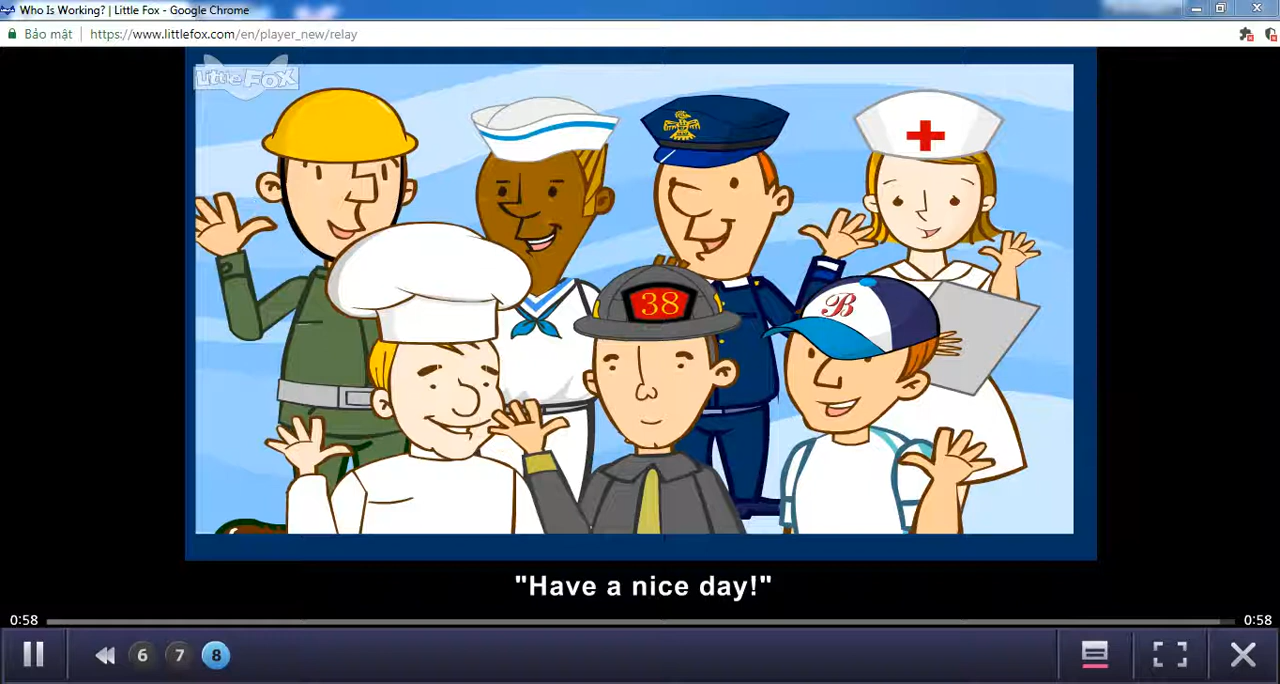 Who Is Working? | Little Fox - Google Chrome
Bảo mật | https://www.littlefox.com/en/player_new/relay
Little Fox
38
B
"Have a nice day!"
0:58 0:58
6 7 8